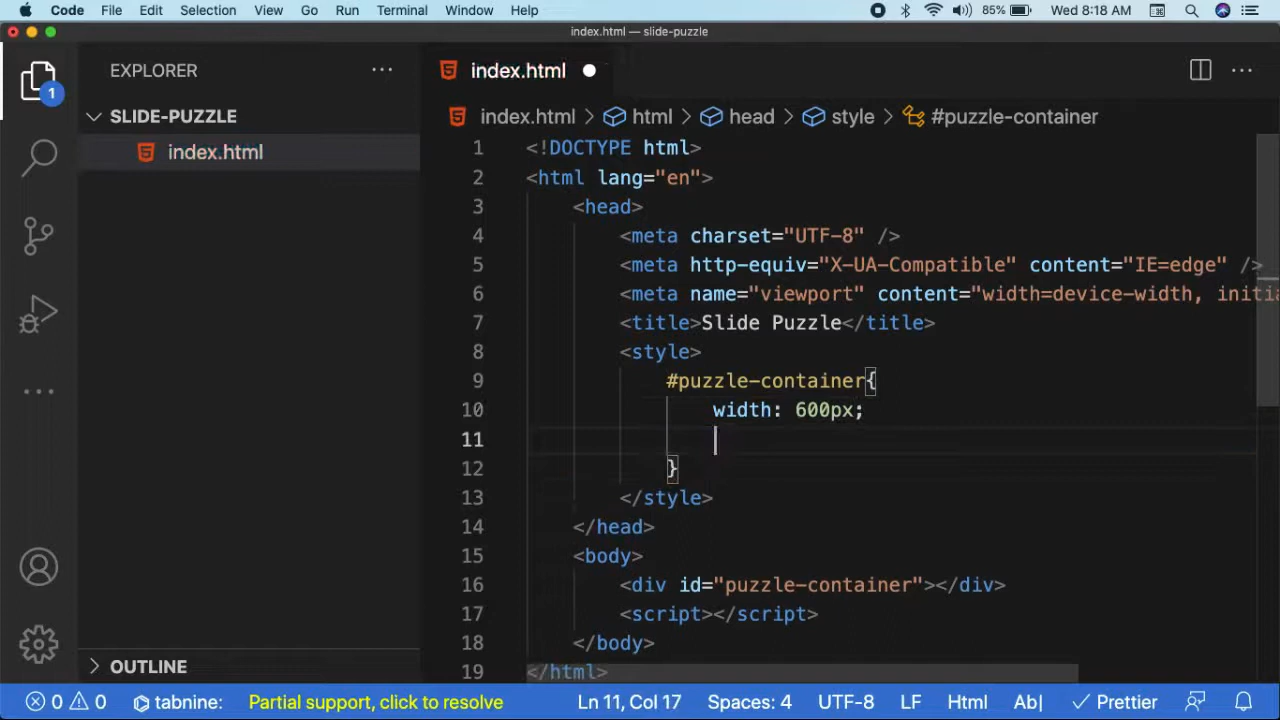 Code File Edit Selection View Go Run Terminal Window Help 85% Wed 8:18 AM
index.html — slide-puzzle
EXPLORER
index.html
1
SLIDE-PUZZLE
index.html
index.html > html > head > style > #puzzle-container
1 <!DOCTYPE html>
2 <html lang="en">
3 <head>
4 <meta charset="UTF-8" />
5 <meta http-equiv="X-UA-Compatible" content="IE=edge" />
6 <meta name="viewport" content="width=device-width, initia
7 <title>Slide Puzzle</title>
8 <style>
9 #puzzle-container{
10 width: 600px;
11
12 }
13 </style>
14 </head>
15 <body>
16 <div id="puzzle-container"></div>
17 <script></script>
18 </body>
19 </html>
OUTLINE
0 0 tabnine: Partial support, click to resolve Ln 11, Col 17 Spaces: 4 UTF-8 LF Html Ab| Prettier